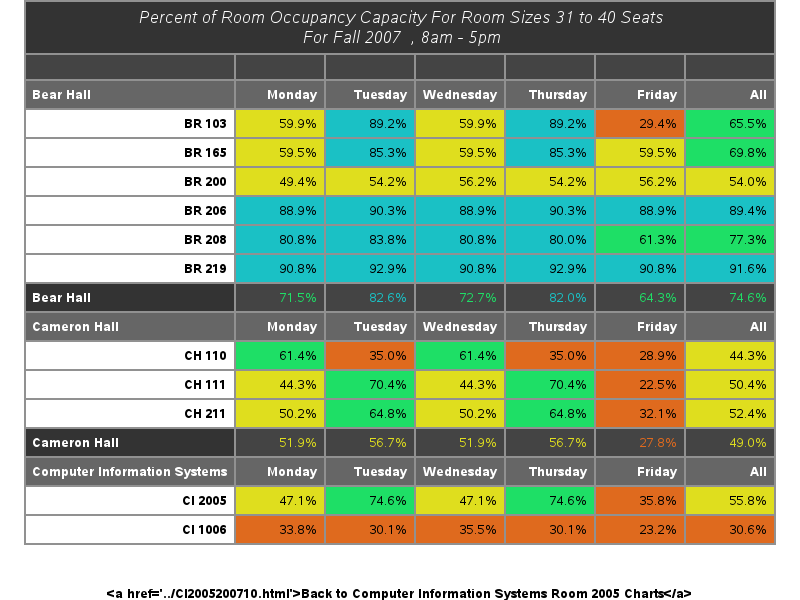 Percent of Room Occupancy Capacity For Room Sizes 31 to 40 Seats
For Fall 2007 , 8am - 5pm
Bear Hall Monday Tuesday Wednesday Thursday Friday All
BR 103 59.9% 89.2% 59.9% 89.2% 29.4% 65.5%
BR 165 59.5% 85.3% 59.5% 85.3% 59.5% 69.8%
BR 200 49.4% 54.2% 56.2% 54.2% 56.2% 54.0%
BR 206 88.9% 90.3% 88.9% 90.3% 88.9% 89.4%
BR 208 80.8% 83.8% 80.8% 80.0% 61.3% 77.3%
BR 219 90.8% 92.9% 90.8% 92.9% 90.8% 91.6%
Bear Hall 71.5% 82.6% 72.7% 82.0% 64.3% 74.6%
Cameron Hall Monday Tuesday Wednesday Thursday Friday All
CH 110 61.4% 35.0% 61.4% 35.0% 28.9% 44.3%
CH 111 44.3% 70.4% 44.3% 70.4% 22.5% 50.4%
CH 211 50.2% 64.8% 50.2% 64.8% 32.1% 52.4%
Cameron Hall 51.9% 56.7% 51.9% 56.7% 27.8% 49.0%
Computer Information Systems Monday Tuesday Wednesday Thursday Friday All
CI 2005 47.1% 74.6% 47.1% 74.6% 35.8% 55.8%
CI 1006 33.8% 30.1% 35.5% 30.1% 23.2% 30.6%
<a href='../CI2005200710.html'>Back to Computer Information Systems Room 2005 Charts</a>